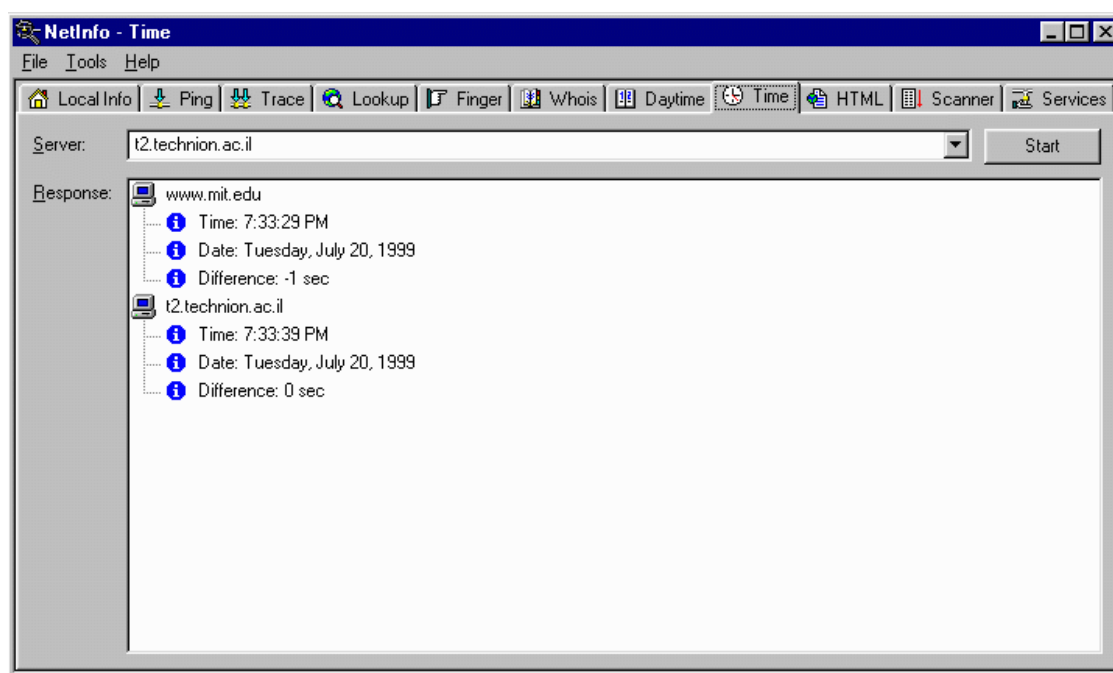 NetInfo - Time
File Tools Help
Local Info Ping Trace Lookup Finger Whois Daytime Time HTML Scanner Services
Server: t2.technion.ac.il Start
Response: www.mit.edu
Time: 7:33:29 PM
Date: Tuesday, July 20, 1999
Difference: -1 sec
t2.technion.ac.il
Time: 7:33:39 PM
Date: Tuesday, July 20, 1999
Difference: 0 sec